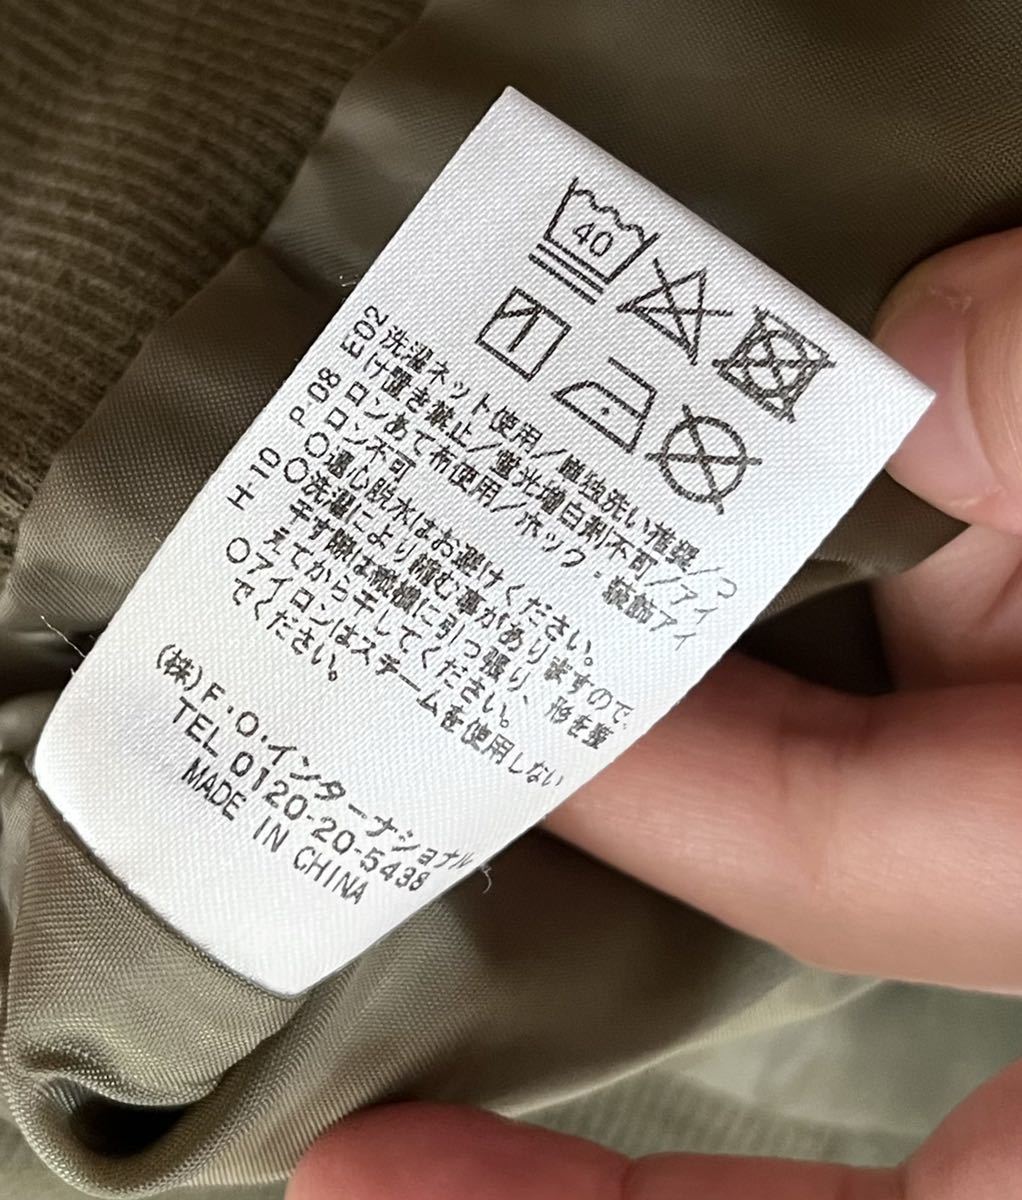 40
洗濯ネット使用/単独洗い推奨/つ
け置き禁止/蛍光増白剤不可/アイ
ロンあて布使用/ホック・装飾アイ
ロン不可
〇遠心脱水はお避けください。
〇洗濯により縮む事がありますので、
干す際は軽く縦に引っ張り、形を整
えてから干してください。
〇アイロンはスチームを使用しない
でください。
E02
P 08
H 10
(株)F・O・インターナショナル
TEL 0120-20-5438
MADE IN CHINA